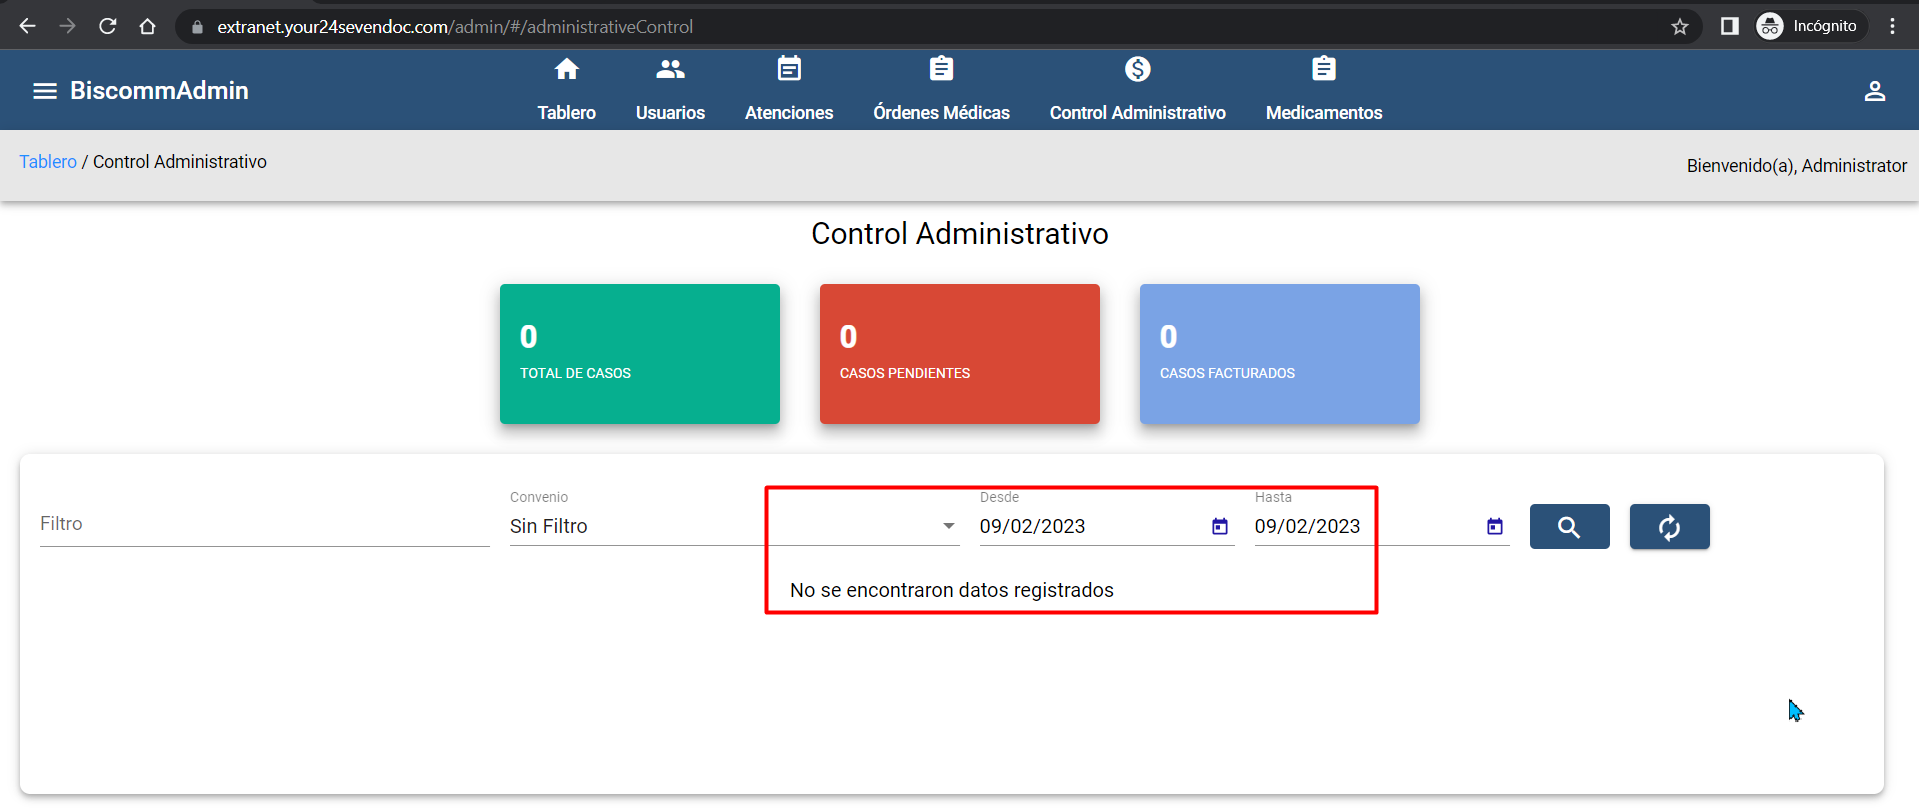 extranet.your24sevendoc.com/admin/#/administrativeControl
Incógnito
BiscommAdmin
Tablero
Usuarios
Atenciones
Órdenes Médicas
Control Administrativo
Medicamentos
Tablero / Control Administrativo
Bienvenido(a), Administrator
Control Administrativo
0
TOTAL DE CASOS
0
CASOS PENDIENTES
0
CASOS FACTURADOS
Filtro
Convenio
Sin Filtro
Desde
09/02/2023
Hasta
09/02/2023
No se encontraron datos registrados